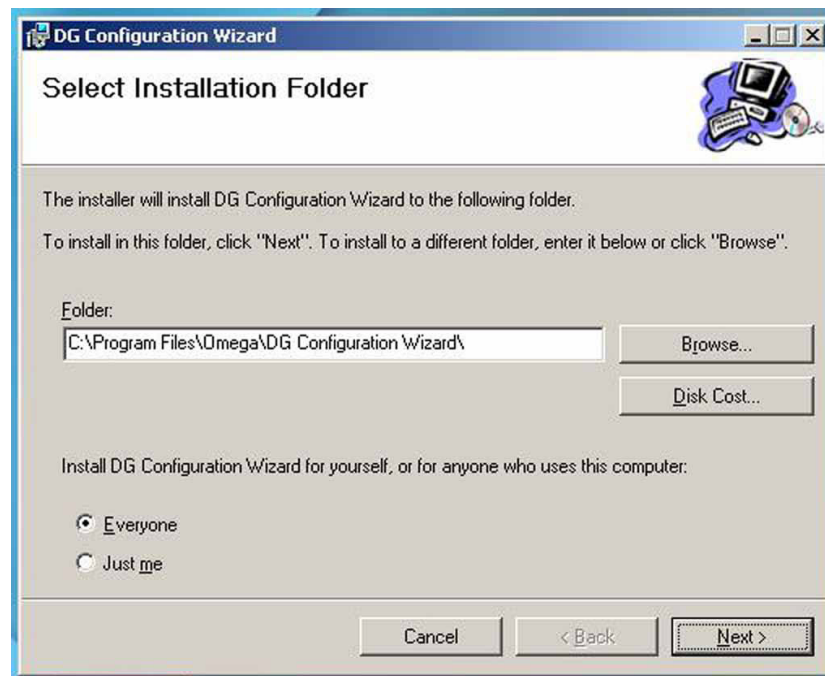 DG Configuration Wizard
Select Installation Folder
The installer will install DG Configuration Wizard to the following folder.
To install in this folder, click "Next". To install to a different folder, enter it below or click "Browse".
Folder:
C:\Program Files\Omega\DG Configuration Wizard\
Browse...
Disk Cost...
Install DG Configuration Wizard for yourself, or for anyone who uses this computer:
Everyone
Just me
Cancel
< Back
Next >